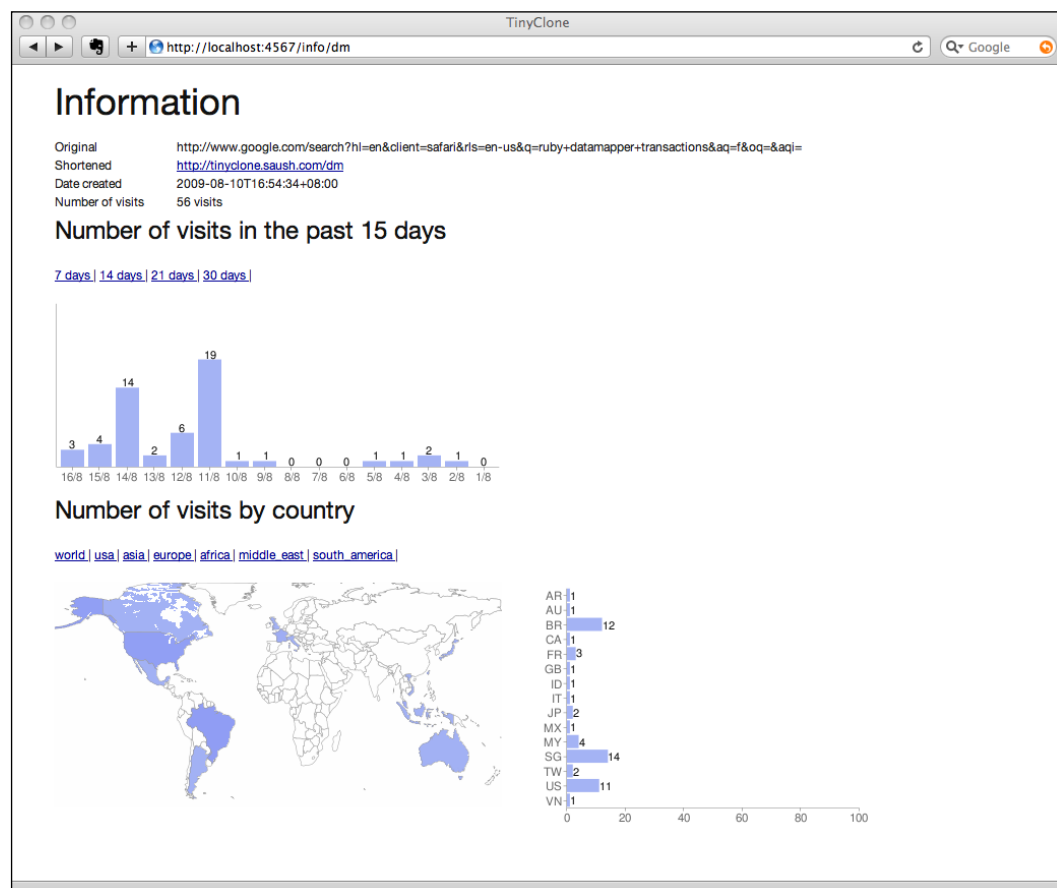 TinyClone
http://localhost:4567/info/dm
Google
Information
Original http://www.google.com/search?hl=en&client=safari&rls=en-us&q=ruby+datamapper+transactions&aq=f&oq=&aqi=
Shortened http://tinyclone.saush.com/dm
Date created 2009-08-10T16:54:34+08:00
Number of visits 56 visits
Number of visits in the past 15 days
7 days | 14 days | 21 days | 30 days |
3 4 14 2 6 19 1 1 0 0 0 1 1 2 1 0
16/8 15/8 14/8 13/8 12/8 11/8 10/8 9/8 8/8 7/8 6/8 5/8 4/8 3/8 2/8 1/8
Number of visits by country
world | usa | asia | europe | africa | middle_east | south_america |
AR 1
AU 1
BR 12
CA 1
FR 3
GB 1
ID 1
IT 1
JP 2
MX 1
MY 4
SG 14
TW 2
US 11
VN 1
0 20 40 60 80 100